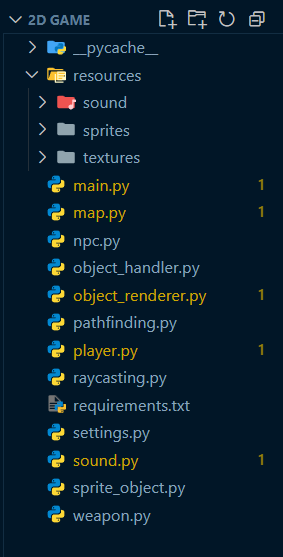 2D GAME
__pycache__
resources
sound
sprites
textures
main.py 1
map.py 1
npc.py
object_handler.py
object_renderer.py 1
pathfinding.py
player.py 1
raycasting.py
requirements.txt
settings.py
sound.py 1
sprite_object.py
weapon.py